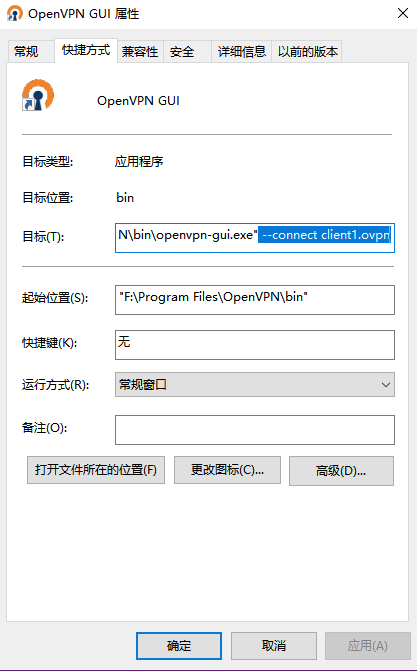 OpenVPN GUI 属性
常规 快捷方式 兼容性 安全 详细信息 以前的版本
OpenVPN GUI
目标类型: 应用程序
目标位置: bin
目标(T): N\bin\openvpn-gui.exe" --connect client1.ovpn
起始位置(S): "F:\Program Files\OpenVPN\bin"
快捷键(K): 无
运行方式(R): 常规窗口
备注(O):
打开文件所在的位置(F) 更改图标(C)... 高级(D)...
确定 取消 应用(A)